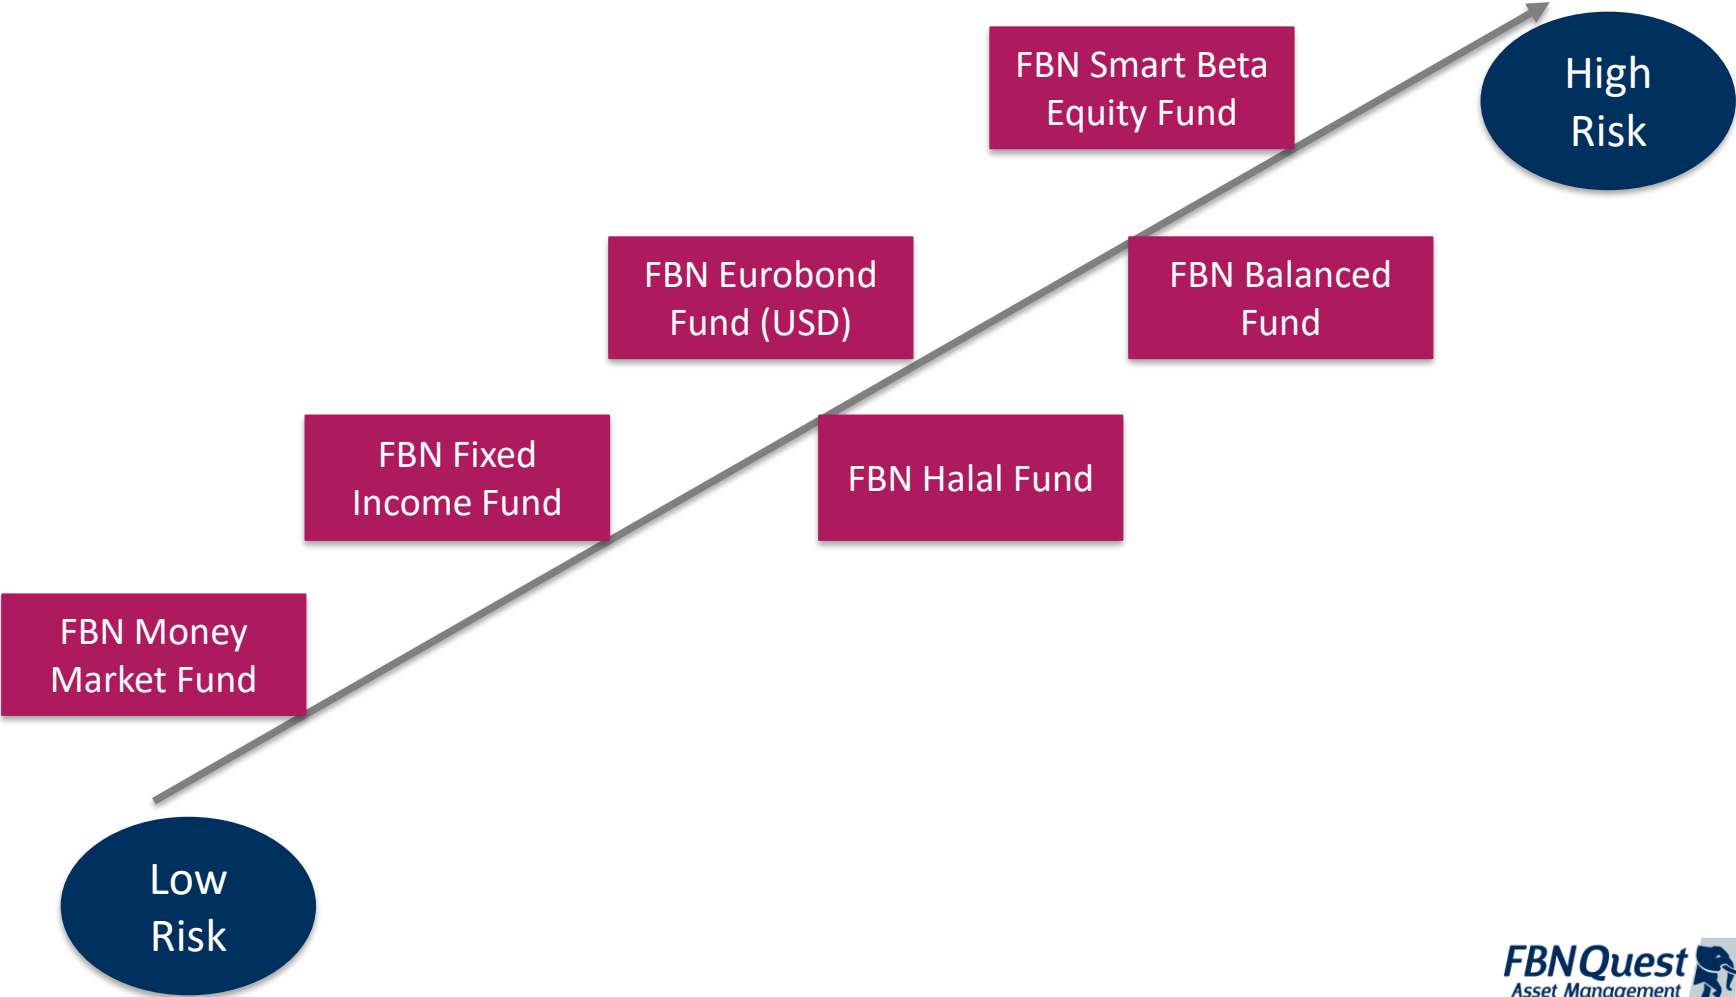 FBN Smart Beta
Equity Fund
High
Risk
FBN Eurobond
Fund (USD)
FBN Balanced
Fund
FBN Fixed
Income Fund
FBN Halal Fund
FBN Money
Market Fund
Low
Risk
FBNQuest
Asset Management